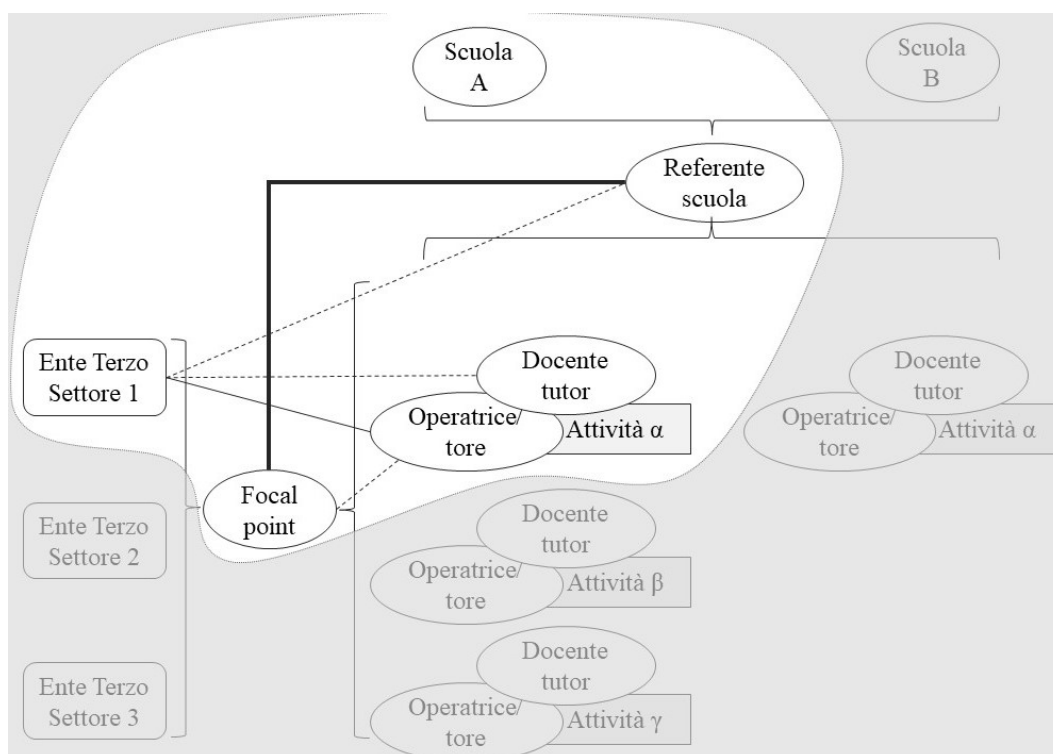 Scuola
A
Scuola
B
Referente
scuola
Ente Terzo
Settore 1
Docente
tutor
Operatrice/
tore
Attività α
Docente
tutor
Operatrice/
tore
Attività α
Focal
point
Ente Terzo
Settore 2
Docente
tutor
Operatrice/
tore
Attività β
Ente Terzo
Settore 3
Docente
tutor
Operatrice/
tore
Attività γ